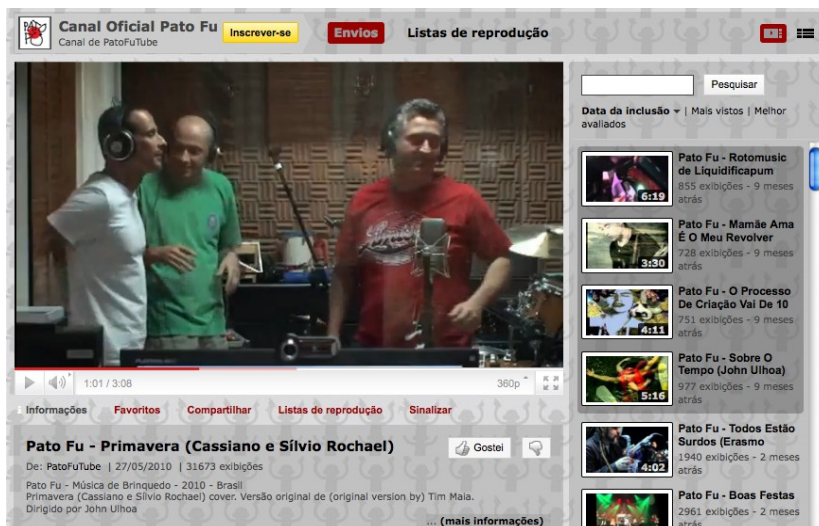 Canal Oficial Pato Fu
Canal de PatoFuTube
Inscrever-se
Envios
Listas de reprodução
Pesquisar
Data da inclusão | Mais vistos | Melhor
avaliados
Pato Fu - Rotomusic
de Liquidificapum
855 exibições - 9 meses
atrás
6:19
Pato Fu - Mamãe Ama
É O Meu Revolver
728 exibições - 9 meses
atrás
3:30
Pato Fu - O Processo
De Criação Vai De 10
751 exibições - 9 meses
atrás
4:11
Pato Fu - Sobre O
Tempo (John Ulhoa)
977 exibições - 9 meses
atrás
5:16
Pato Fu - Todos Estão
Surdos (Erasmo
1940 exibições - 2 meses
atrás
4:02
Pato Fu - Boas Festas
2961 exibições - 2 meses
atrás
1:01 / 3:08
360p
Informações
Favoritos
Compartilhar
Listas de reprodução
Sinalizar
Pato Fu - Primavera (Cassiano e Sílvio Rochael)
Gostei
De: PatoFuTube | 27/05/2010 | 31673 exibições
Pato Fu - Música de Brinquedo - 2010 - Brasil
Primavera (Cassiano e Sílvio Rochael) cover. Versão original de (original version by) Tim Maia.
Dirigido por John Ulhoa
... (mais informações)